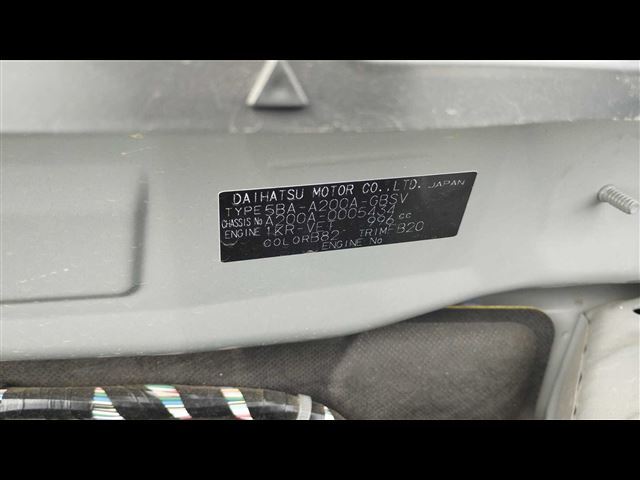 DAIHATSU MOTOR CO.,LTD. JAPAN
TYPE 5BA-A200A-GBSV
CHASSIS No A200A-0005434
ENGINE 1KR-VET 996 cc
COLOR B82 TRIM FB20
ENGINE No